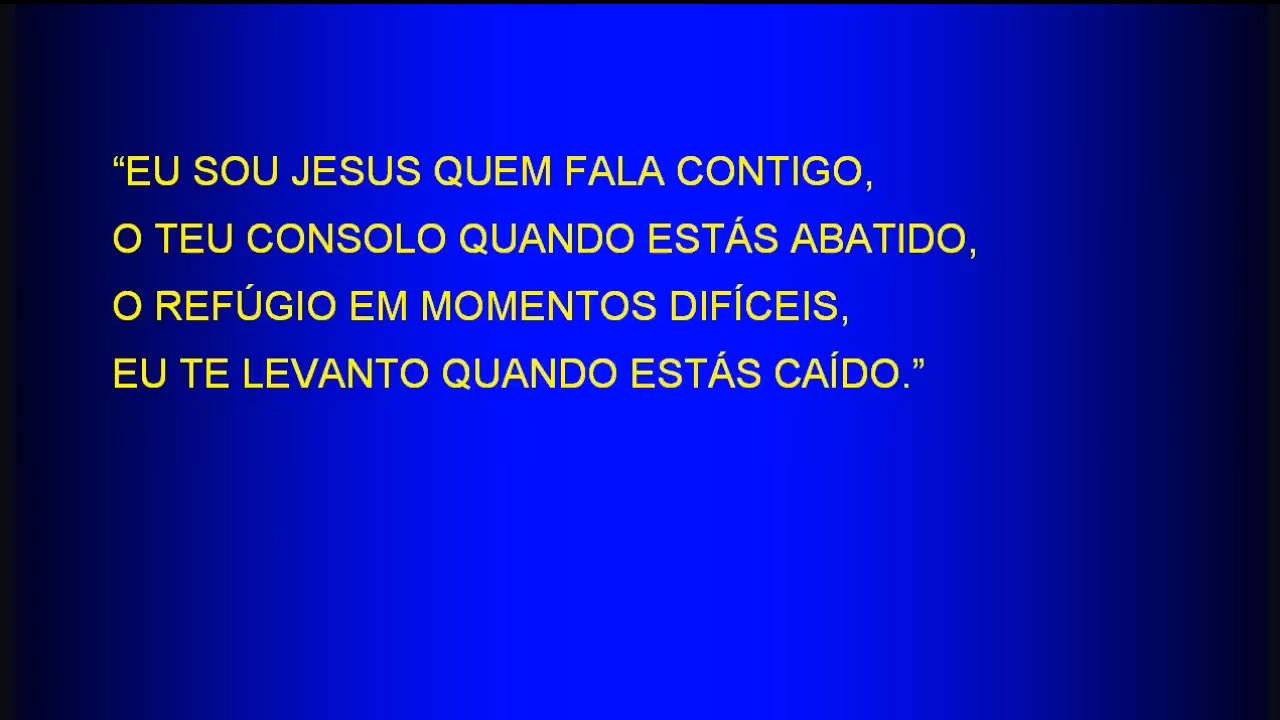 “EU SOU JESUS QUEM FALA CONTIGO,
O TEU CONSOLO QUANDO ESTÁS ABATIDO,
O REFÚGIO EM MOMENTOS DIFÍCEIS,
EU TE LEVANTO QUANDO ESTÁS CAÍDO.”